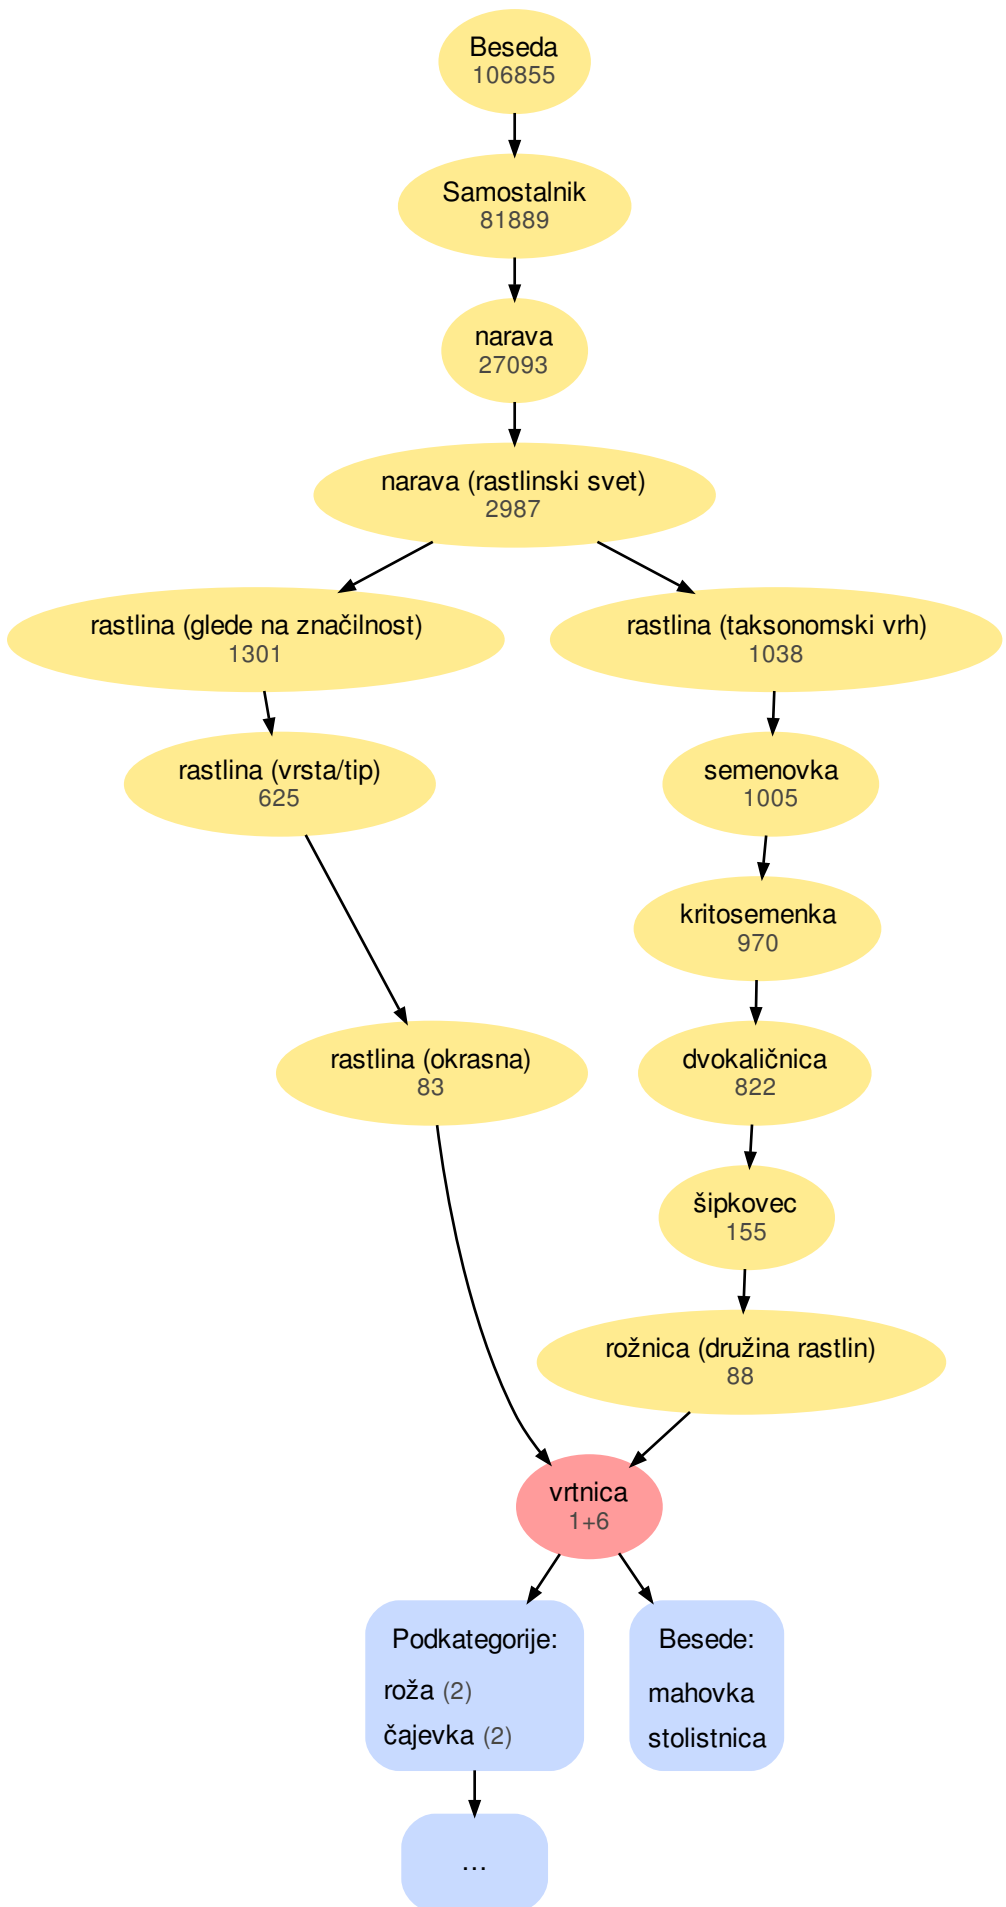 Beseda
106855
Samostalnik
81889
narava
27093
narava (rastlinski svet)
2987
rastlina (glede na značilnost)
1301
rastlina (taksonomski vrh)
1038
rastlina (vrsta/tip)
625
semenovka
1005
kritosemenka
970
rastlina (okrasna)
83
dvokaličnica
822
šipkovec
155
rožnica (družina rastlin)
88
vrtnica
1+6
Podkategorije:
roža (2)
čajevka (2)
Besede:
mahovka
stolistnica
...